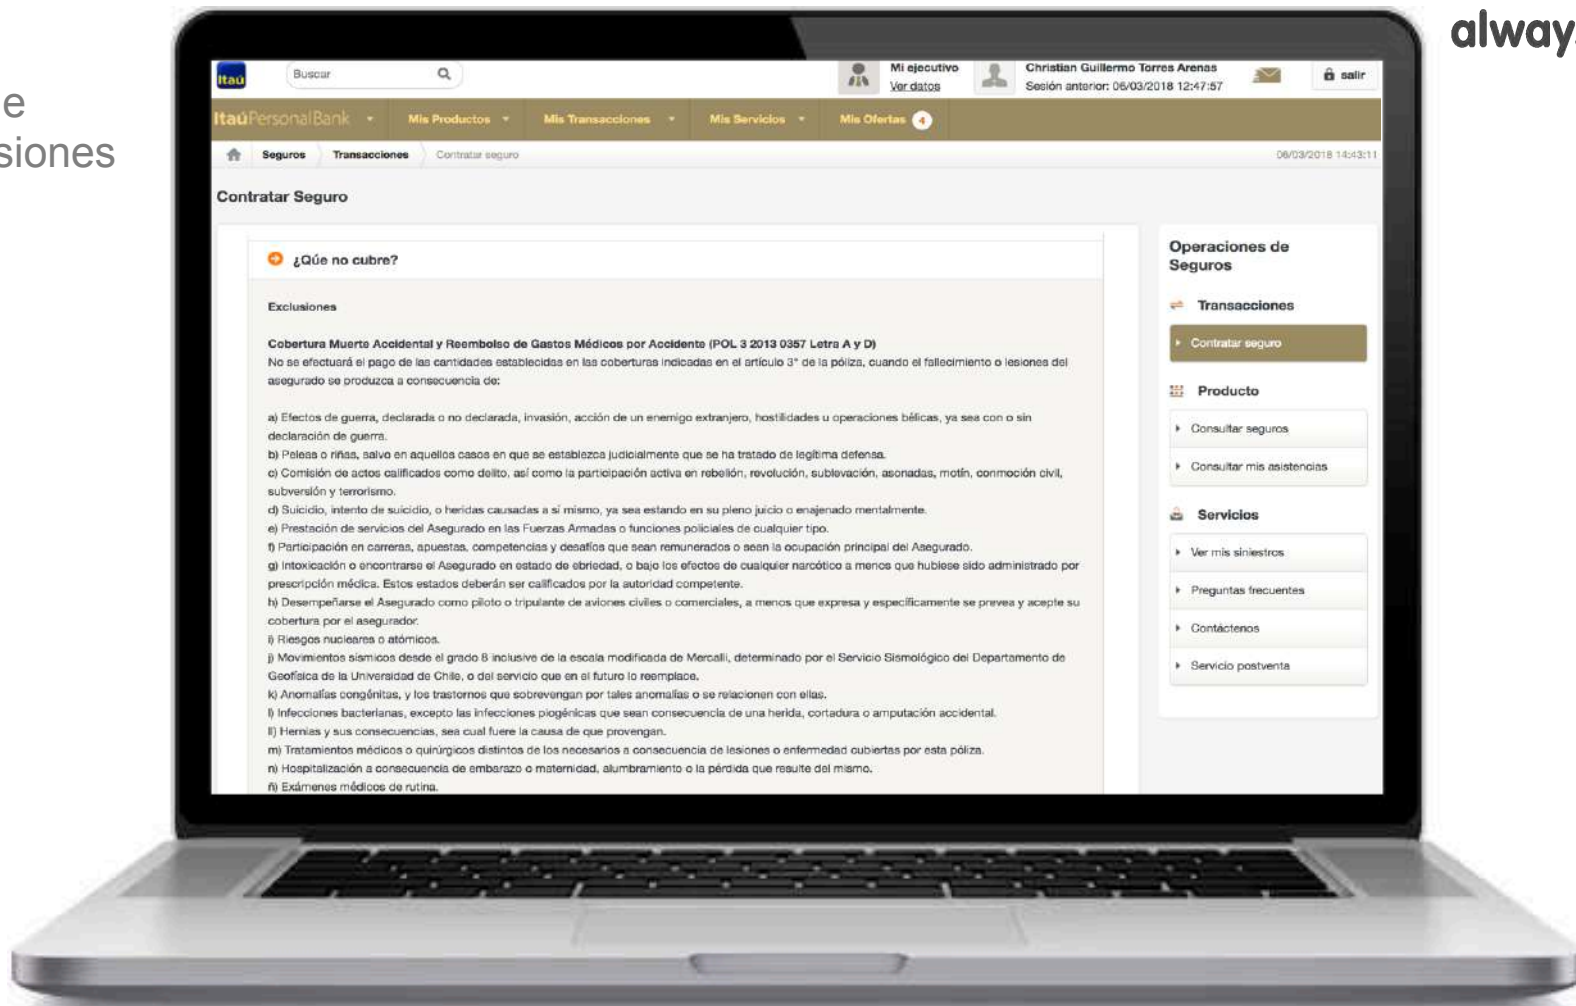 alway
e
siones
Itaú
Buscar
Mi ejecutivo
Ver datos
Christian Guillermo Torres Arenas
Sesión anterior: 06/03/2018 12:47:57
salir
ItaúPersonalBank
Mis Productos
Mis Transacciones
Mis Servicios
Mis Ofertas 4
Seguros
Transacciones
Contratar seguro
06/03/2018 14:43:11
Contratar Seguro
¿Qúe no cubre?
Exclusiones
Cobertura Muerte Accidental y Reembolso de Gastos Médicos por Accidente (POL 3 2013 0357 Letra A y D)
No se efectuará el pago de las cantidades establecidas en las coberturas indicadas en el artículo 3° de la póliza, cuando el fallecimiento o lesiones del
asegurado se produzca a consecuencia de:
a) Efectos de guerra, declarada o no declarada, invasión, acción de un enemigo extranjero, hostilidades u operaciones bélicas, ya sea con o sin
declaración de guerra.
b) Peleas o riñas, salvo en aquellos casos en que se establezca judicialmente que se ha tratado de legítima defensa.
c) Comisión de actos calificados como delito, así como la participación activa en rebelión, revolución, sublevación, asonadas, motín, conmoción civil,
subversión y terrorismo.
d) Suicidio, intento de suicidio, o heridas causadas a sí mismo, ya sea estando en su pleno juicio o enajenado mentalmente.
e) Prestación de servicios del Asegurado en las Fuerzas Armadas o funciones policiales de cualquier tipo.
f) Participación en carreras, apuestas, competencias y desafíos que sean remunerados o sean la ocupación principal del Asegurado.
g) Intoxicación o encontrarse el Asegurado en estado de ebriedad, o bajo los efectos de cualquier narcótico a menos que hubiese sido administrado por
prescripción médica. Estos estados deberán ser calificados por la autoridad competente.
h) Desempeñarse el Asegurado como piloto o tripulante de aviones civiles o comerciales, a menos que expresa y específicamente se prevea y acepte su
cobertura por el asegurador.
i) Riesgos nucleares o atómicos.
j) Movimientos sísmicos desde el grado 8 inclusive de la escala modificada de Mercalli, determinado por el Servicio Sismológico del Departamento de
Geofísica de la Universidad de Chile, o del servicio que en el futuro lo reemplace.
k) Anomalías congénitas, y los trastornos que sobrevengan por tales anomalías o se relacionen con ellas.
l) Infecciones bacterianas, excepto las infecciones piogénicas que sean consecuencia de una herida, cortadura o amputación accidental.
ll) Hernias y sus consecuencias, sea cual fuere la causa de que provengan.
m) Tratamientos médicos o quirúrgicos distintos de los necesarios a consecuencia de lesiones o enfermedad cubiertas por esta póliza.
n) Hospitalización a consecuencia de embarazo o maternidad, alumbramiento o la pérdida que resulte del mismo.
ñ) Exámenes médicos de rutina.
Operaciones de
Seguros
Transacciones
Contratar seguro
Producto
Consultar seguros
Consultar mis asistencias
Servicios
Ver mis siniestros
Preguntas frecuentes
Contáctenos
Servicio postventa